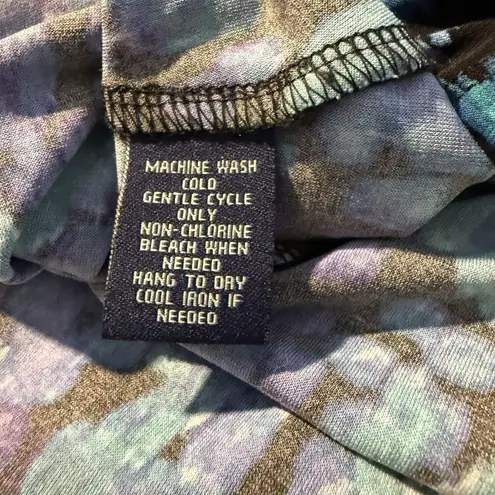 MACHINE WASH
COLD
GENTLE CYCLE
ONLY
NON-CHLORINE
BLEACH WHEN
NEEDED
HANG TO DRY
COOL IRON IF
NEEDED